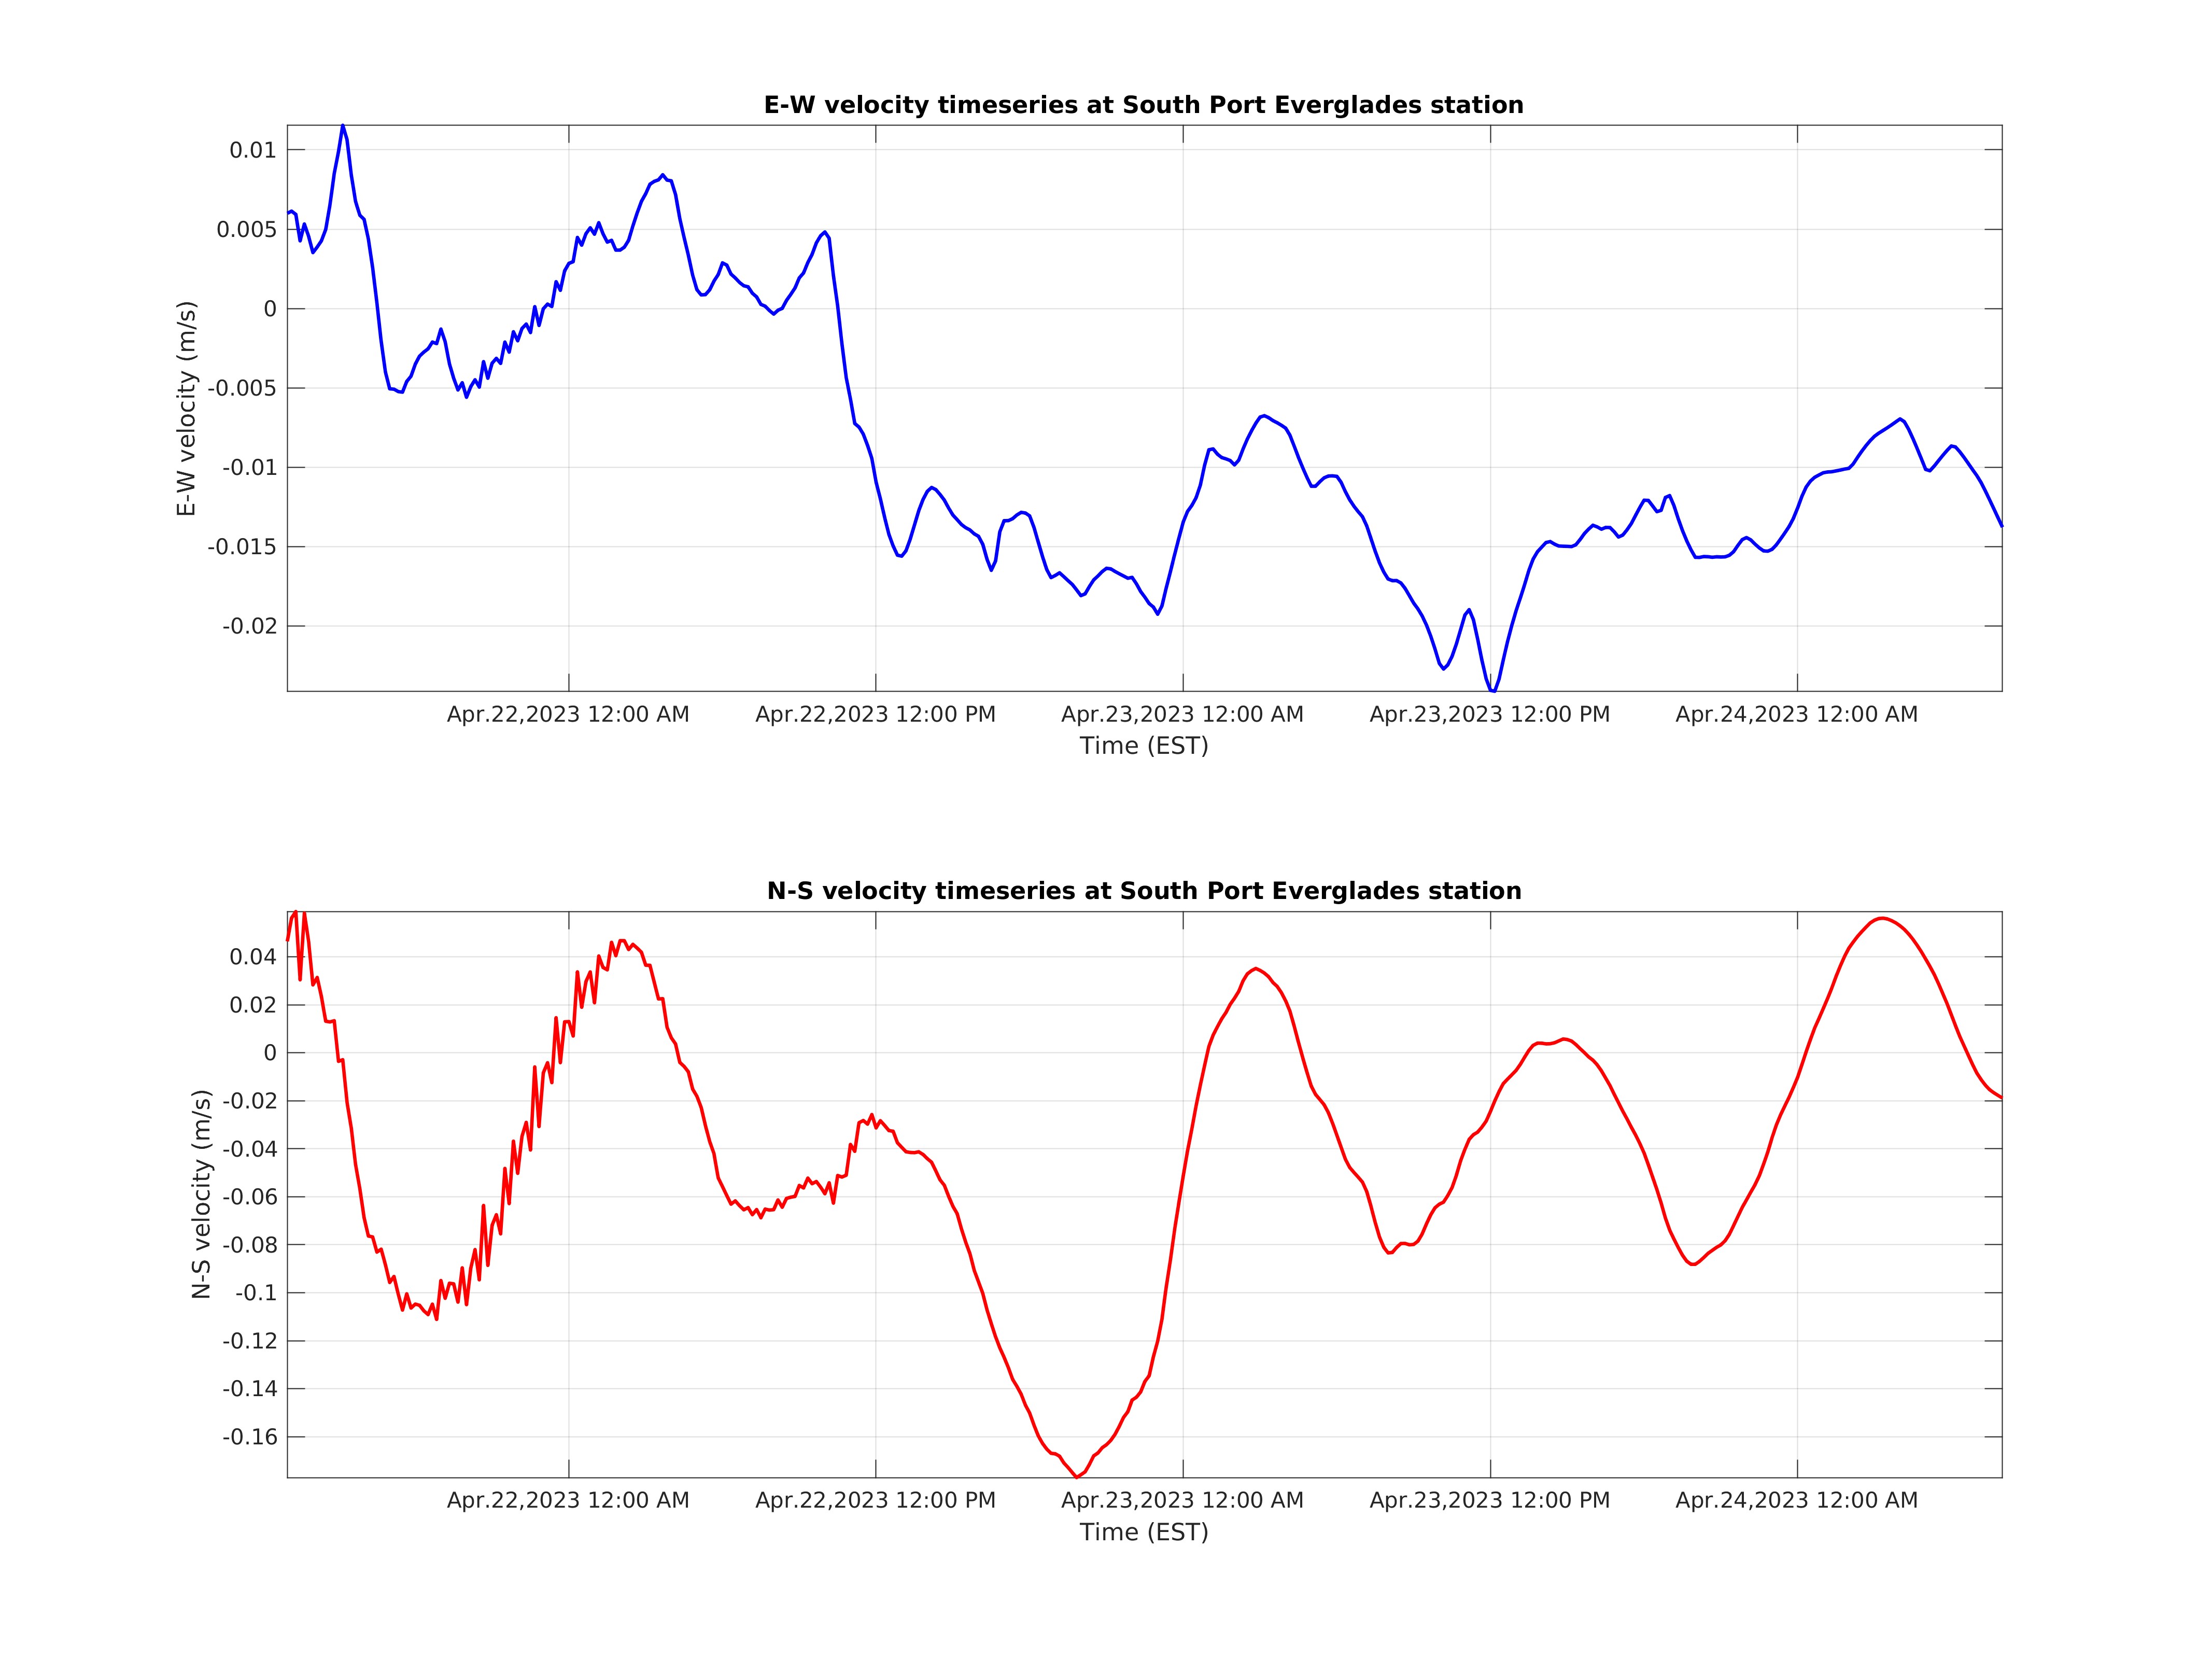 E-W velocity timeseries at South Port Everglades station
E-W velocity (m/s)
0.01
0.005
0
-0.005
-0.01
-0.015
-0.02
Apr.22,2023 12:00 AM Apr.22,2023 12:00 PM Apr.23,2023 12:00 AM Apr.23,2023 12:00 PM Apr.24,2023 12:00 AM
Time (EST)
N-S velocity timeseries at South Port Everglades station
N-S velocity (m/s)
0.04
0.02
0
-0.02
-0.04
-0.06
-0.08
-0.1
-0.12
-0.14
-0.16
Apr.22,2023 12:00 AM Apr.22,2023 12:00 PM Apr.23,2023 12:00 AM Apr.23,2023 12:00 PM Apr.24,2023 12:00 AM
Time (EST)